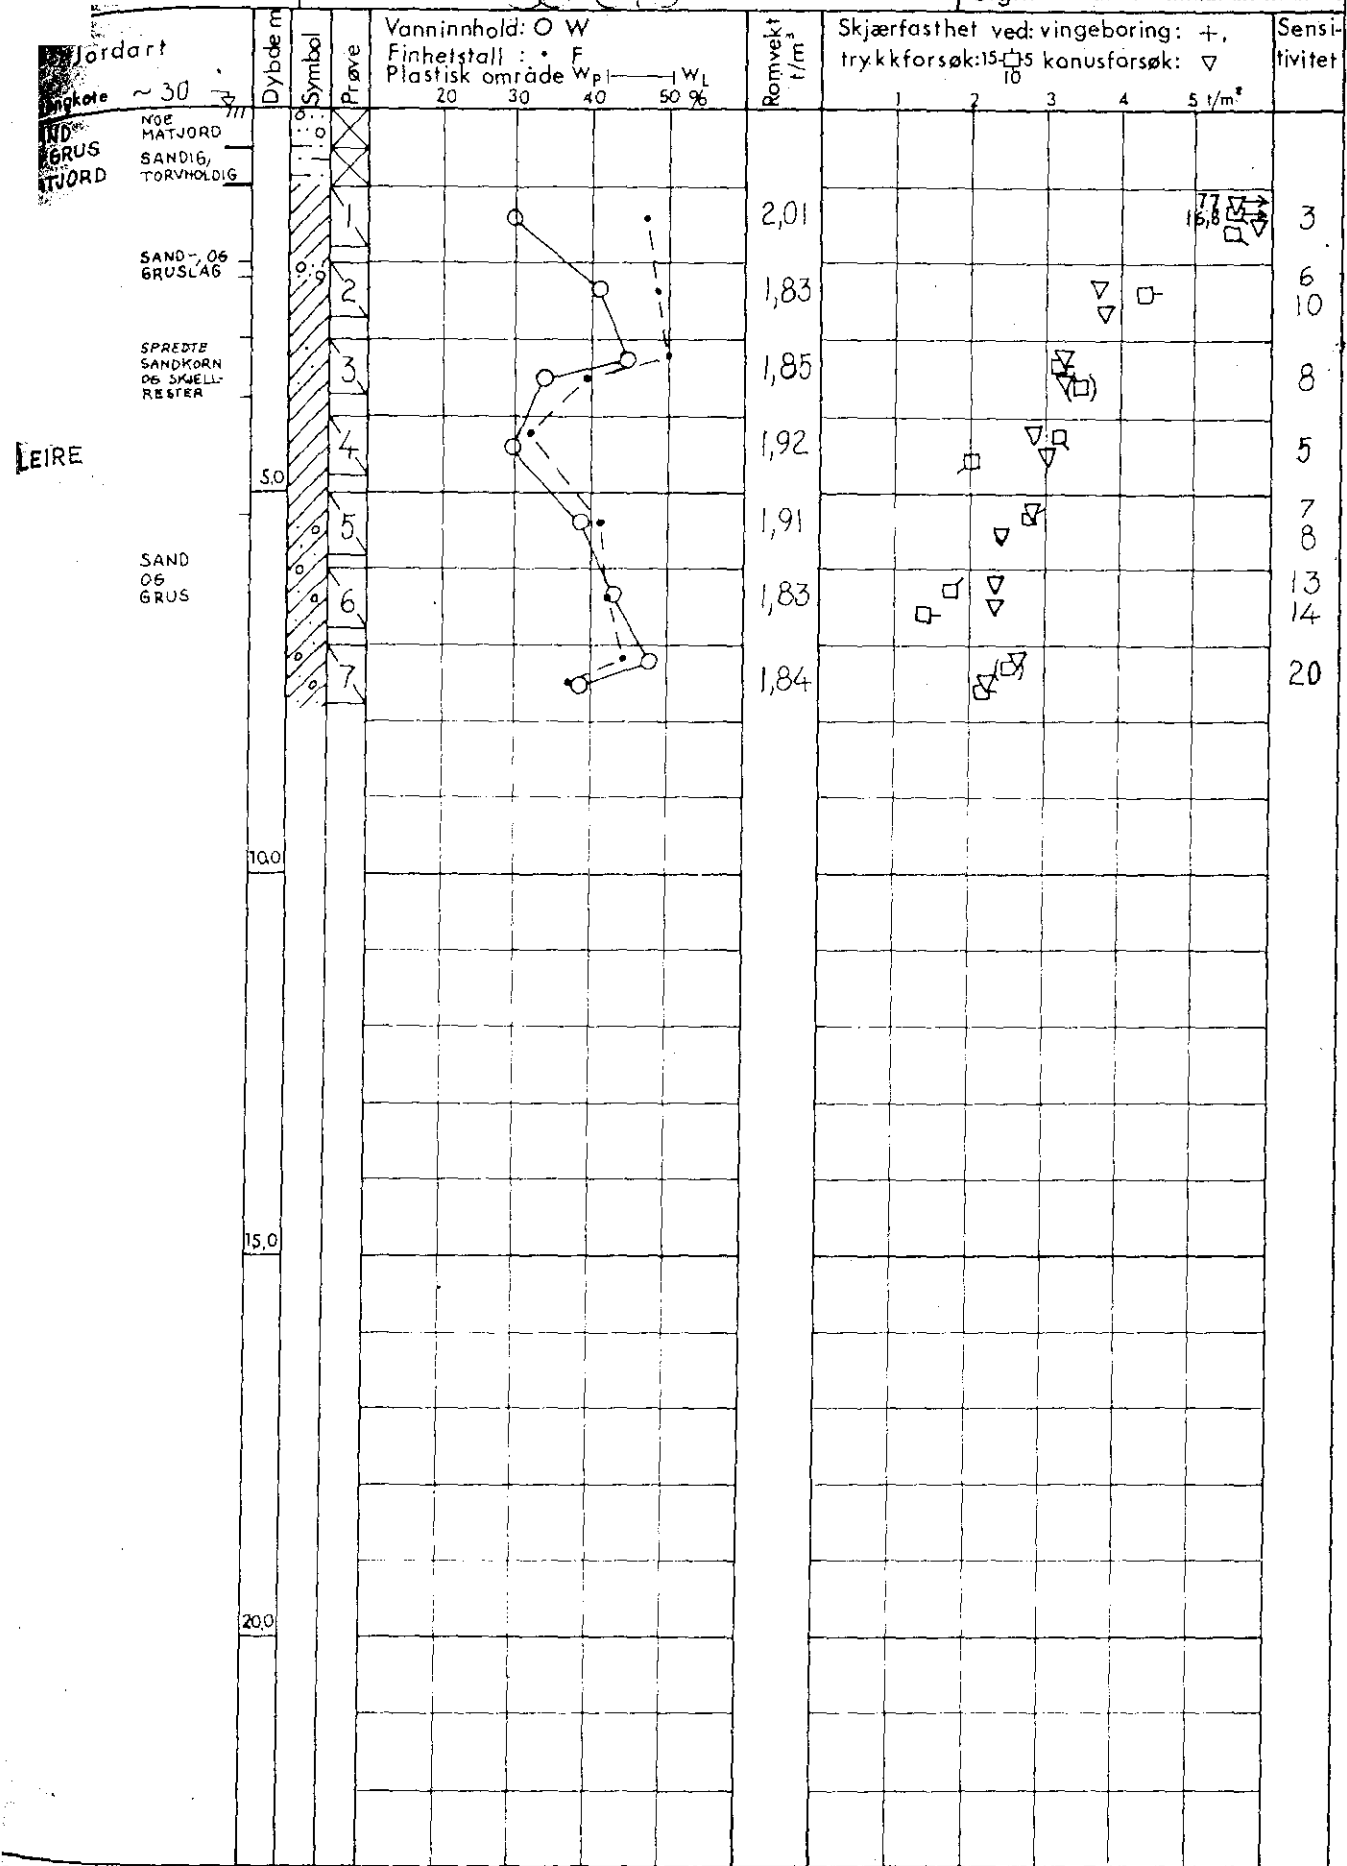 Jordart
~ 30
Dybde m
Symbol
Prøve
Vanninnhold: O W
Finhetstall : • F
Plastisk område Wp WL
20 30 40 50 %
Romvekt t/m³
Skjærfasthet ved: vingeboring: +,
trykkforsøk: 15 5 konusforsøk: ▽
10
1 2 3 4 5 t/m²
Sensi-
tivitet
NOE
MATJORD
GRUS
SANDIG,
TORVHOLDIG
1
2,01
77
16,8
3
SAND-, OG
GRUSLAG
2
1,83
6
10
SPREDTE
SANDKORN
OG SKJELL-
RESTER
3
1,85
8
LEIRE
4
1,92
5
5,0
5
1,91
7
8
SAND
OG
GRUS
6
1,83
13
14
7
1,84
20
10,0
15,0
20,0